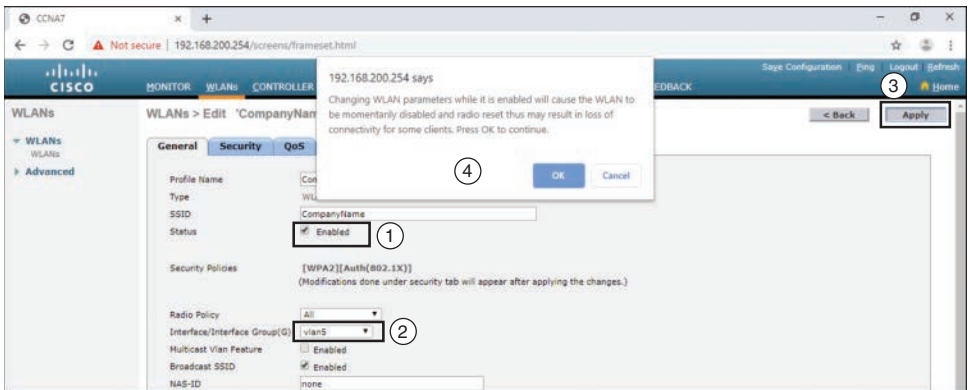 CCNA7
Not secure | 192.168.200.254/screens/frameset.html
CISCO
MONITOR WLANs CONTROLLER
EDBACK
Save Configuration Ping Logout Refresh
Home
192.168.200.254 says
Changing WLAN parameters while it is enabled will cause the WLAN to
be momentarily disabled and radio reset thus may result in loss of
connectivity for some clients. Press OK to continue.
OK Cancel
4
3
WLANs
WLANs > Edit 'CompanyNam
< Back Apply
WLANs
WLANs
Advanced
General Security QoS
Profile Name Con
Type WL
SSID CompanyName
Status Enabled
1
Security Policies [WPA2][Auth(802.1X)]
(Modifications done under security tab will appear after applying the changes.)
Radio Policy All
Interface/Interface Group(G) vlan5
2
Multicast Vlan Feature Enabled
Broadcast SSID Enabled
NAS-ID none